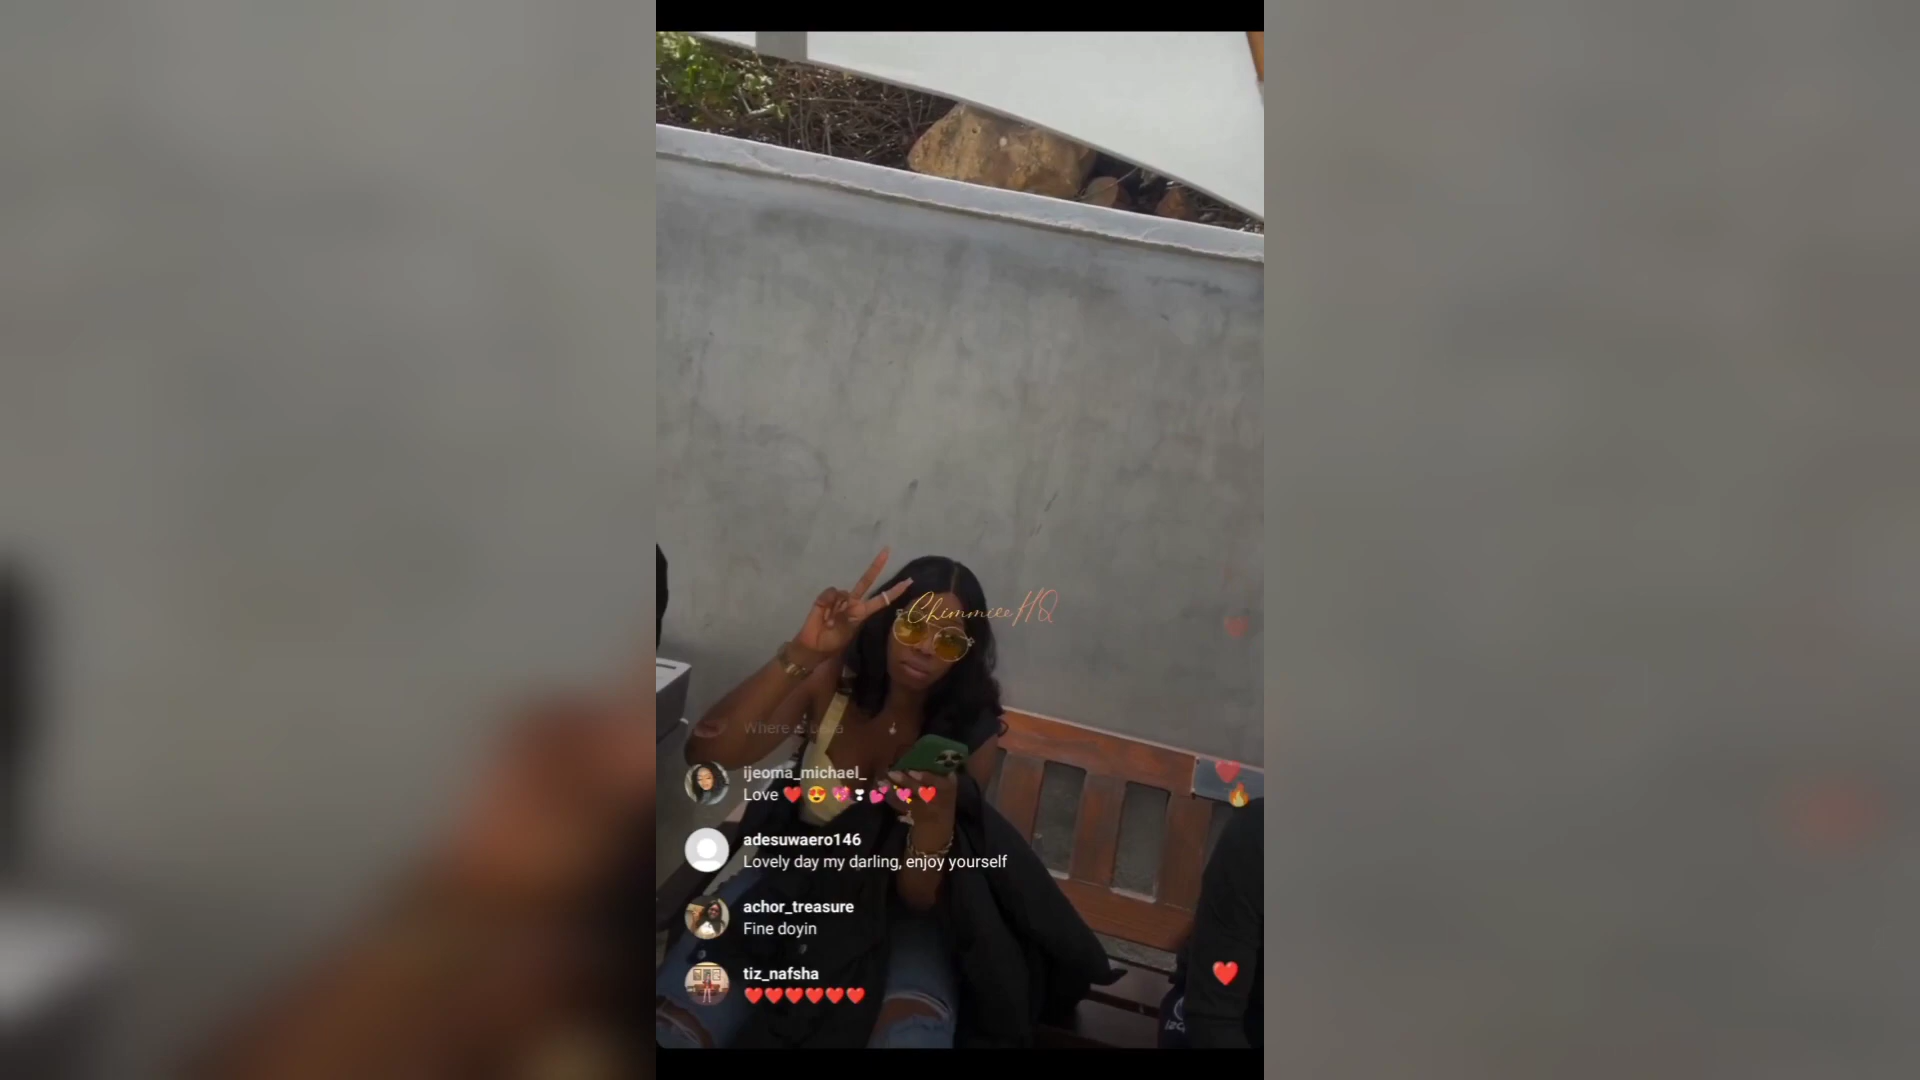 ChimmieeHQ
ijeoma_michael_
Love ❤️ 😍 💖 ❣ 💕 💘 ❤️
adesuwaero146
Lovely day my darling, enjoy yourself
achor_treasure
Fine doyin
tiz_nafsha
❤️❤️❤️❤️❤️❤️